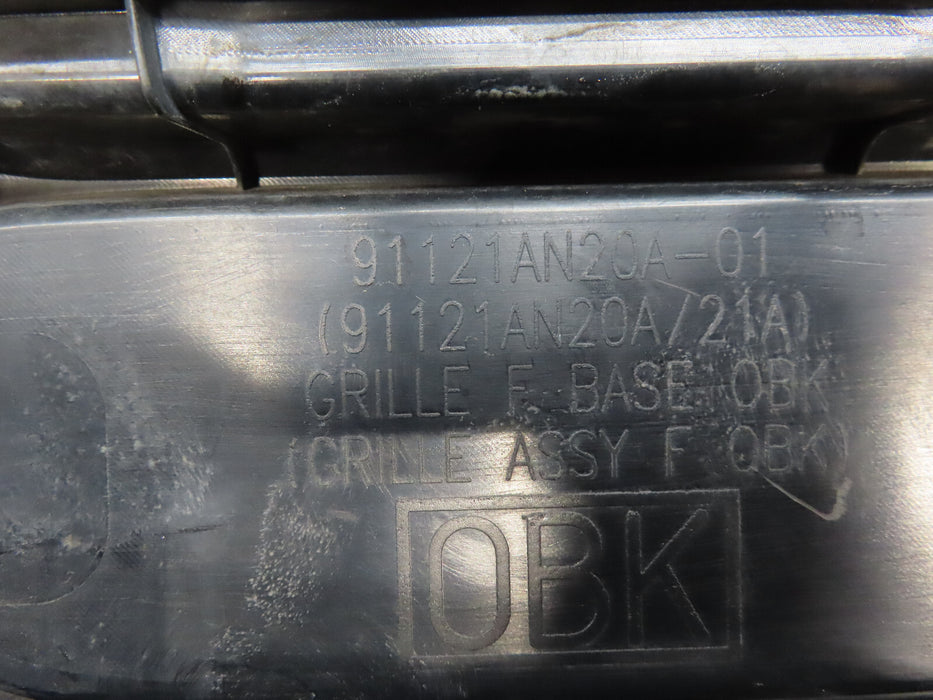 91121AN20A-01
(91121AN20A/21A)
GRILLE F BASE OBK
(GRILLE ASSY F OBK)
OBK